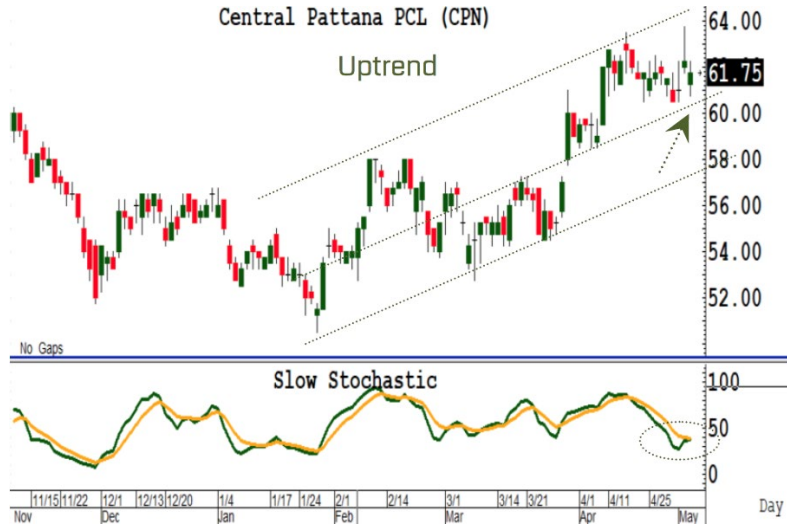 Central Pattana PCL (CPN)
Uptrend
64.00
61.75
60.00
58.00
56.00
54.00
52.00
No Gaps
Slow Stochastic
100
50
0
11/15 11/22 12/1 12/13 12/20 1/4 1/17 1/24 2/1 2/14 3/1 3/14 3/21 4/1 4/11 4/25
Nov Dec Jan Feb Mar Apr May
Day